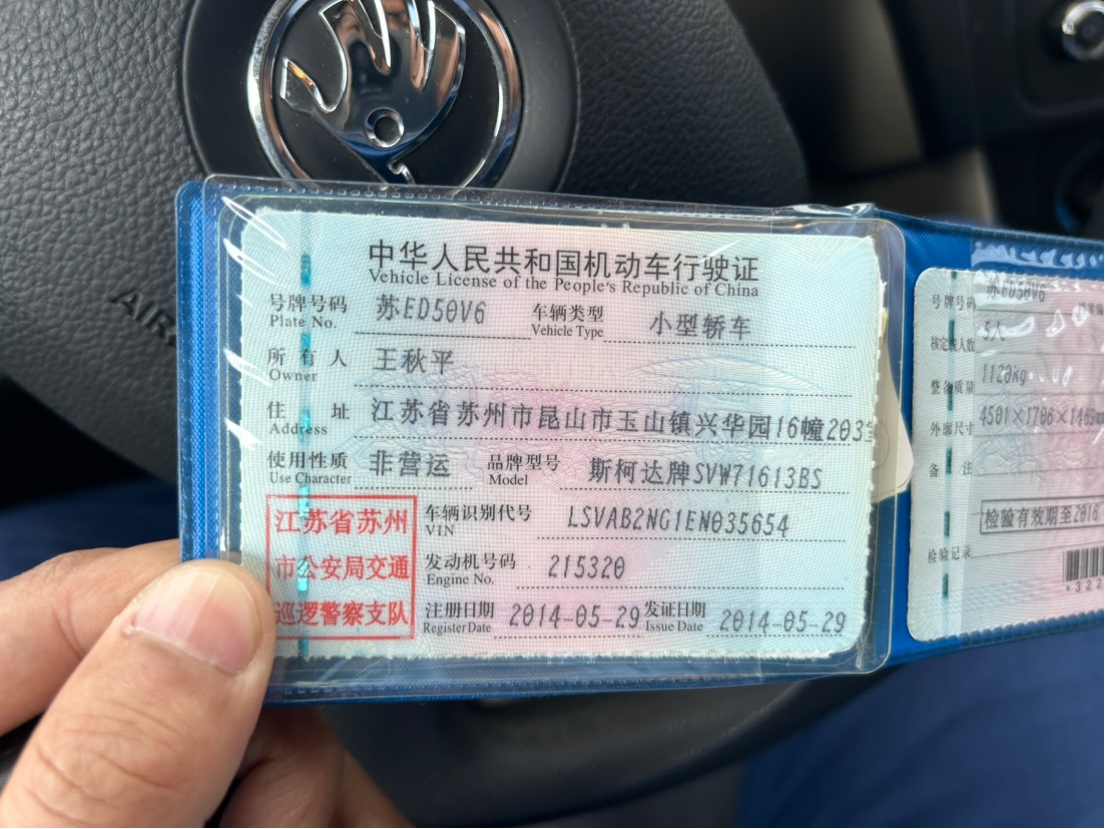 AIR
中华人民共和国机动车行驶证
Vehicle License of the People's Republic of China
号牌号码 苏ED50V6 车辆类型 小型轿车
Plate No. Vehicle Type
所有人 王秋平
Owner
住址 江苏省苏州市昆山市玉山镇兴华园16幢203
Address
使用性质 非营运 品牌型号 斯柯达牌SVW71613BS
Use Character Model
江苏省苏州
市公安局交通
巡逻警察支队
车辆识别代号 LSVAB2NG1EN035654
VIN
发动机号码 215320
Engine No.
注册日期 2014-05-29 发证日期 2014-05-29
Register Date Issue Date
号牌号码 苏ED50V6
核定载人数 5人
整备质量 1120kg
外廓尺寸 4501×1706×1469mm
备注
检验有效期至2016
检验记录